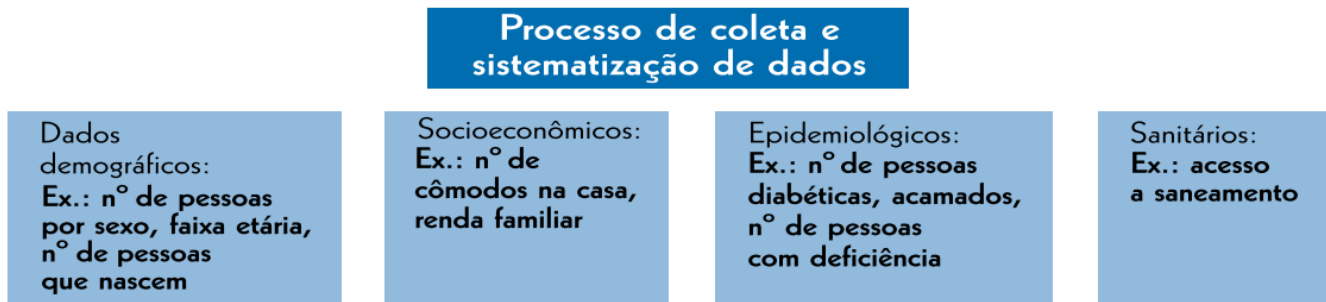 Processo de coleta e
sistematização de dados
Dados
demográficos:
Ex.: nº de pessoas
por sexo, faixa etária,
nº de pessoas
que nascem
Socioeconômicos:
Ex.: nº de
cômodos na casa,
renda familiar
Epidemiológicos:
Ex.: nº de pessoas
diabéticas, acamados,
nº de pessoas
com deficiência
Sanitários:
Ex.: acesso
a saneamento